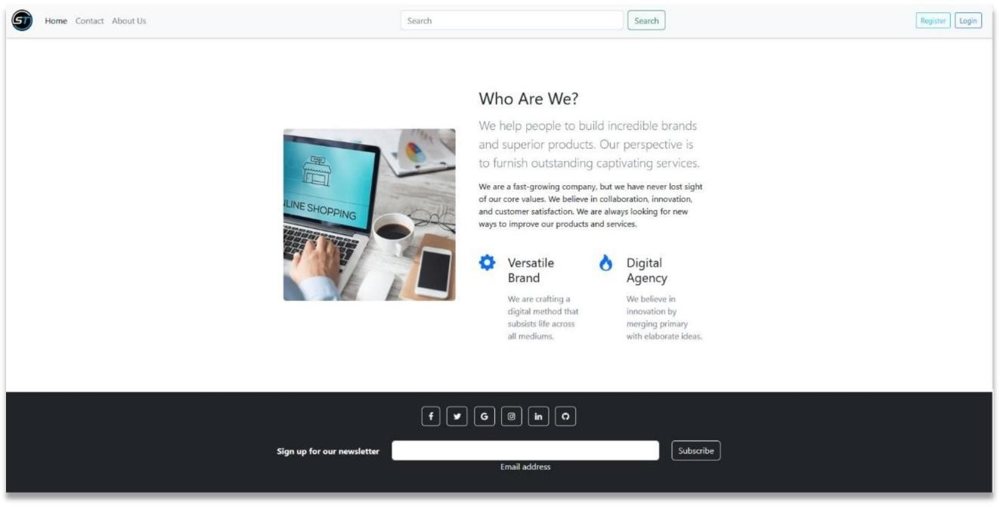 ST
Home Contact About Us
Search
Search
Register Login
Who Are We?
We help people to build incredible brands
and superior products. Our perspective is
to furnish outstanding captivating services.
We are a fast-growing company, but we have never lost sight
of our core values. We believe in collaboration, innovation,
and customer satisfaction. We are always looking for new
ways to improve our products and services.
LINE SHOPPING
Versatile
Brand
We are crafting a
digital method that
subsists life across
all mediums.
Digital
Agency
We believe in
innovation by
merging primary
with elaborate ideas.
f G in
Sign up for our newsletter
Subscribe
Email address